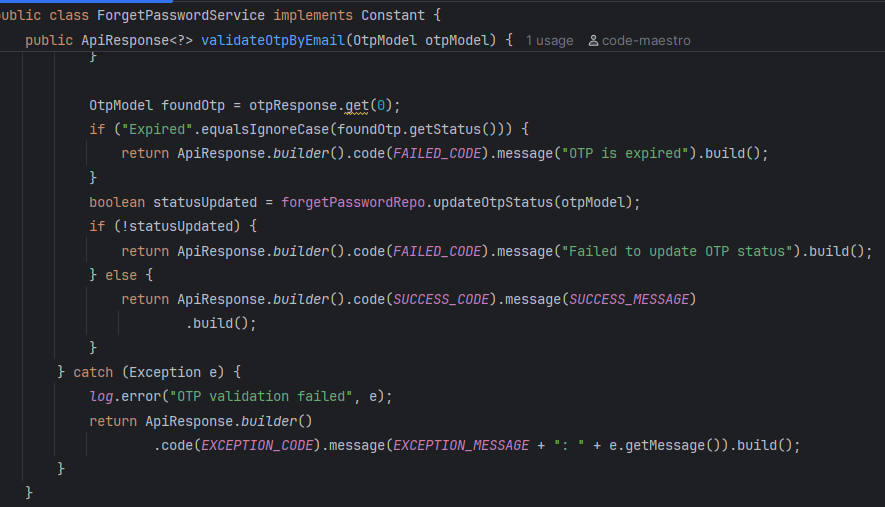 public class ForgetPasswordService implements Constant {
public ApiResponse<?> validateOtpByEmail(OtpModel otpModel) { 1 usage code-maestro
}
OtpModel foundOtp = otpResponse.get(0);
if ("Expired".equalsIgnoreCase(foundOtp.getStatus())) {
return ApiResponse.builder().code(FAILED_CODE).message("OTP is expired").build();
}
boolean statusUpdated = forgetPasswordRepo.updateOtpStatus(otpModel);
if (!statusUpdated) {
return ApiResponse.builder().code(FAILED_CODE).message("Failed to update OTP status").build();
} else {
return ApiResponse.builder().code(SUCCESS_CODE).message(SUCCESS_MESSAGE)
.build();
}
} catch (Exception e) {
log.error("OTP validation failed", e);
return ApiResponse.builder()
.code(EXCEPTION_CODE).message(EXCEPTION_MESSAGE + ": " + e.getMessage()).build();
}
}